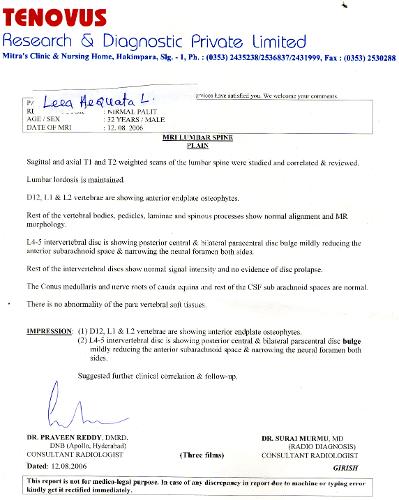 TENOVUS
Research & Diagnostic Private Limited
Mitra's Clinic & Nursing Home, Hakimpara, Slg. - 1, Ph. : (0353) 2435238/2536837/2431999, Fax : (0353) 2530288
ervices have satisfied you. We welcome your comments.
: NIRMAL PALIT
AGE / SEX : 32 YEARS / MALE
DATE OF MRI : 12. 08. 2006
MRI LUMBAR SPINE
PLAIN
Sagittal and axial T1 and T2 weighted scans of the lumbar spine were studied and correlated & reviewed.
Lumbar lordosis is maintained.
D12, L1 & L2 vertebrae are showing anterior endplate osteophytes.
Rest of the vertebral bodies, pedicles, laminae and spinous processes show normal alignment and MR
morphology.
L4-5 intervertebral disc is showing posterior central & bilateral paracentral disc bulge mildly reducing the
anterior subarachnoid space & narrowing the neural foramen both sides.
Rest of the intervertebral discs show normal signal intensity and no evidence of disc prolapse.
The Conus medullaris and nerve roots of cauda equina and rest of the CSF sub arachnoid spaces are normal.
There is no abnormality of the para vertebral soft tissues.
IMPRESSION: (1) D12, L1 & L2 vertebrae are showing anterior endplate osteophytes.
(2) L4-5 intervertebral disc is showing posterior central & bilateral paracentral disc bulge
mildly reducing the anterior subarachnoid space & narrowing the neural foramen both
sides.
Suggested further clinical correlation & follow-up.
DR. PRAVEEN REDDY, DMRD, DR. SURAJ MURMU, MD
DNB (Apollo, Hyderabad) (RADIO DIAGNOSIS)
CONSULTANT RADIOLOGIST (Three films) CONSULTANT RADIOLOGIST
Dated: 12.08.2006 GIRISH
This report is not for medico-legal purpose. In case of any discrepancy in report due to machine or typing error
kindly get it rectified immediately.